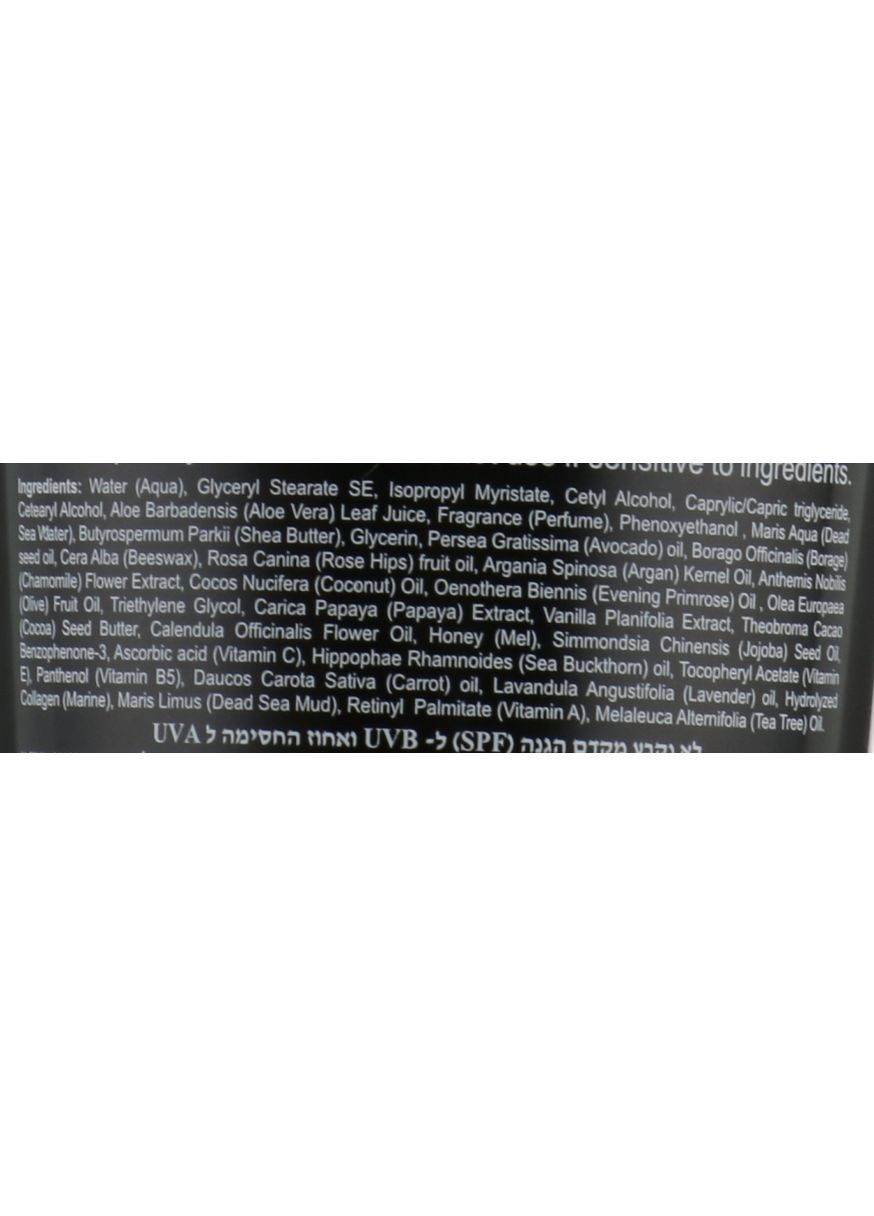 use if sensitive to ingredients.
Ingredients: Water (Aqua), Glyceryl Stearate SE, Isopropyl Myristate, Cetyl Alcohol, Caprylic/Capric triglyceride,
Cetearyl Alcohol, Aloe Barbadensis (Aloe Vera) Leaf Juice, Fragrance (Perfume), Phenoxyethanol , Maris Aqua (Dead
Sea Water), Butyrospermum Parkii (Shea Butter), Glycerin, Persea Gratissima (Avocado) oil, Borago Officinalis (Borage)
seed oil, Cera Alba (Beeswax), Rosa Canina (Rose Hips) fruit oil, Argania Spinosa (Argan) Kernel Oil, Anthemis Nobilis
(Chamomile) Flower Extract, Cocos Nucifera (Coconut) Oil, Oenothera Biennis (Evening Primrose) Oil , Olea Europaea
(Olive) Fruit Oil, Triethylene Glycol, Carica Papaya (Papaya) Extract, Vanilla Planifolia Extract, Theobroma Cacao
(Cocoa) Seed Butter, Calendula Officinalis Flower Oil, Honey (Mel), Simmondsia Chinensis (Jojoba) Seed Oil,
Benzophenone-3, Ascorbic acid (Vitamin C), Hippophae Rhamnoides (Sea Buckthorn) oil, Tocopheryl Acetate (Vitamin
E), Panthenol (Vitamin B5), Daucus Carota Sativa (Carrot) oil, Lavandula Angustifolia (Lavender) oil, Hydrolyzed
Collagen (Marine), Maris Limus (Dead Sea Mud), Retinyl Palmitate (Vitamin A), Melaleuca Alternifolia (Tea Tree) Oil.
לא נקבע מקדם הגנה (SPF) ל- UVB ואחוז החסימה ל UVA